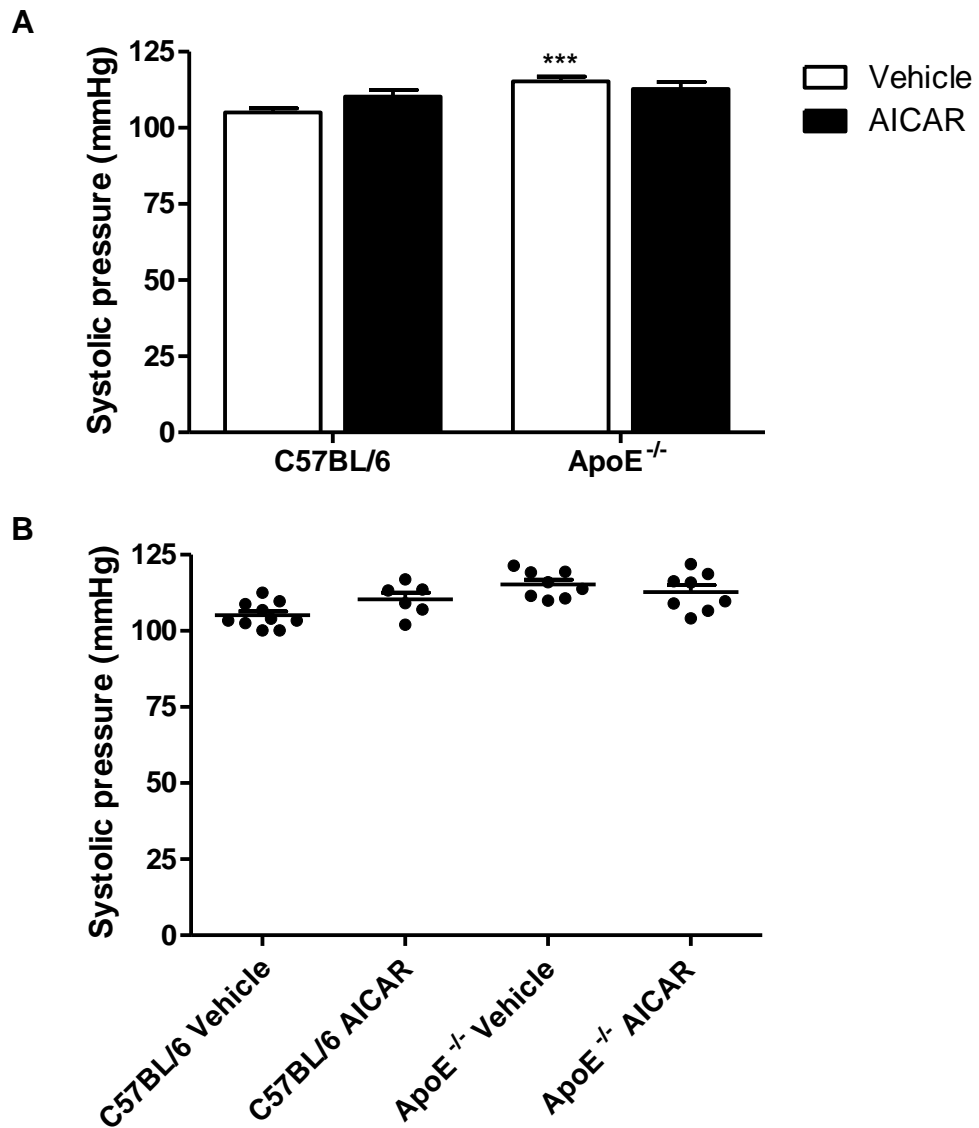 A
Systolic pressure (mmHg)
125
100
75
50
25
0
***
C57BL/6
ApoE-/-
Vehicle
AICAR
B
Systolic pressure (mmHg)
125
100
75
50
25
0
C57BL/6 Vehicle
C57BL/6 AICAR
ApoE-/- Vehicle
ApoE-/- AICAR